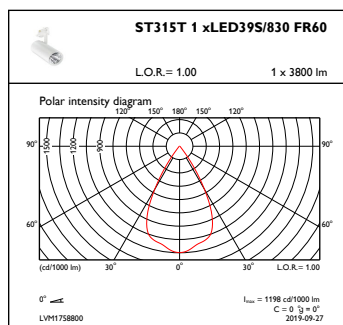 ST315T 1 xLED39S/830 FR60
L.O.R.= 1.00 1 x 3800 lm
Polar intensity diagram
120° 150° 180° 150° 120°
90° -1500 -1200 -900 90°
60° 60°
(cd/1000 lm) 30° 0° 30° L.O.R.= 1.00
0° Imax = 1198 cd/1000 lm
C = 0 °g = 0°
LVM1758800 2019-09-27